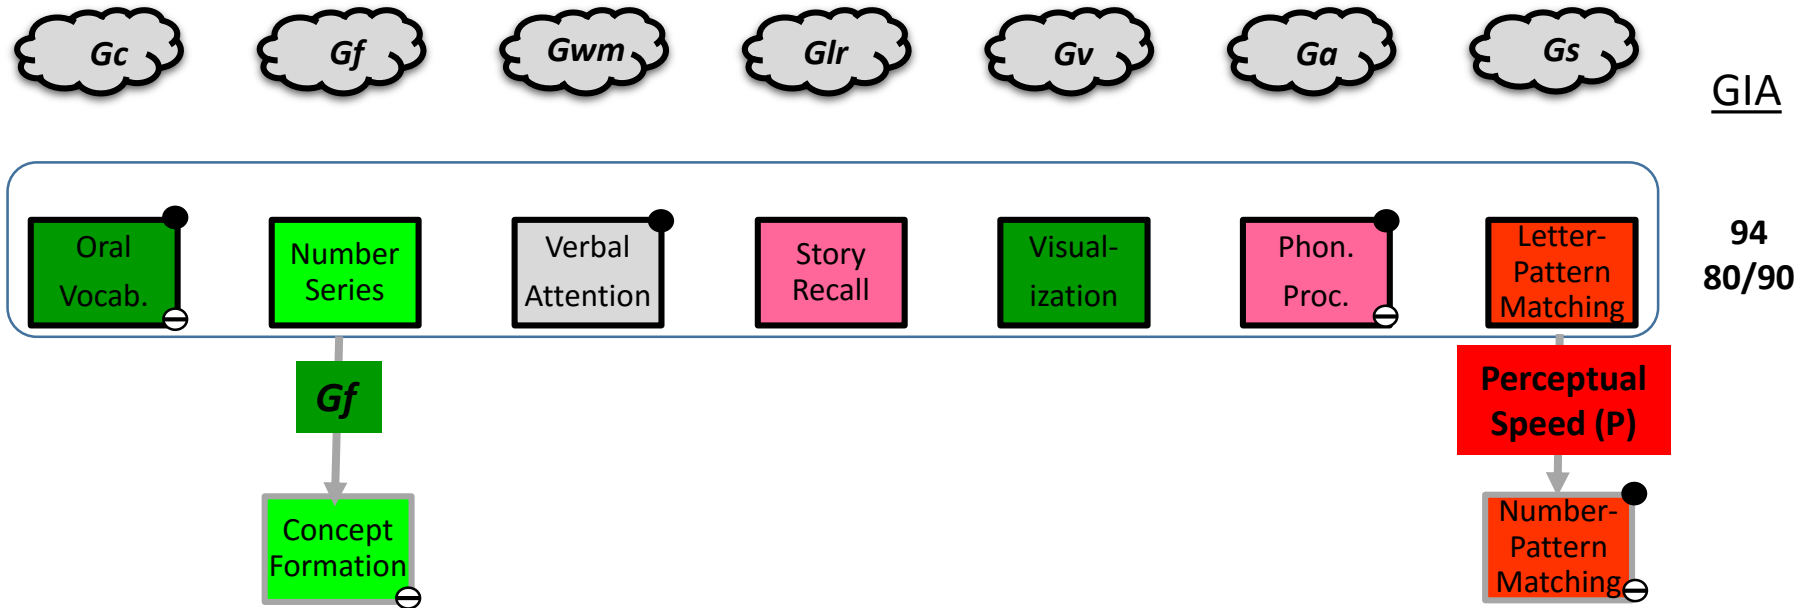 Gc
Gf
Gwm
Glr
Gv
Ga
Gs
GIA
Oral
Vocab.
Number
Series
Verbal
Attention
Story
Recall
Visual-
ization
Phon.
Proc.
Letter-
Pattern
Matching
94
80/90
Gf
Perceptual
Speed (P)
Concept
Formation
Number-
Pattern
Matching